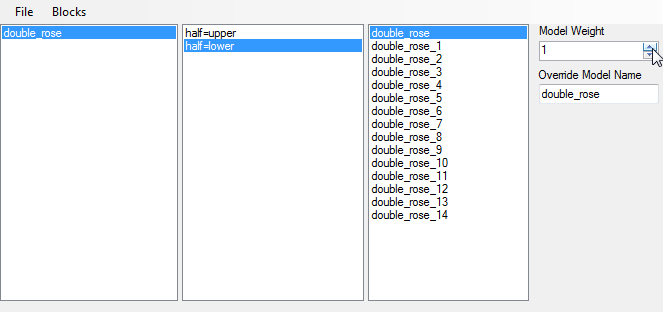 File Blocks
double_rose
half=upper
half=lower
double_rose
double_rose_1
double_rose_2
double_rose_3
double_rose_4
double_rose_5
double_rose_6
double_rose_7
double_rose_8
double_rose_9
double_rose_10
double_rose_11
double_rose_12
double_rose_13
double_rose_14
Model Weight
1
Override Model Name
double_rose